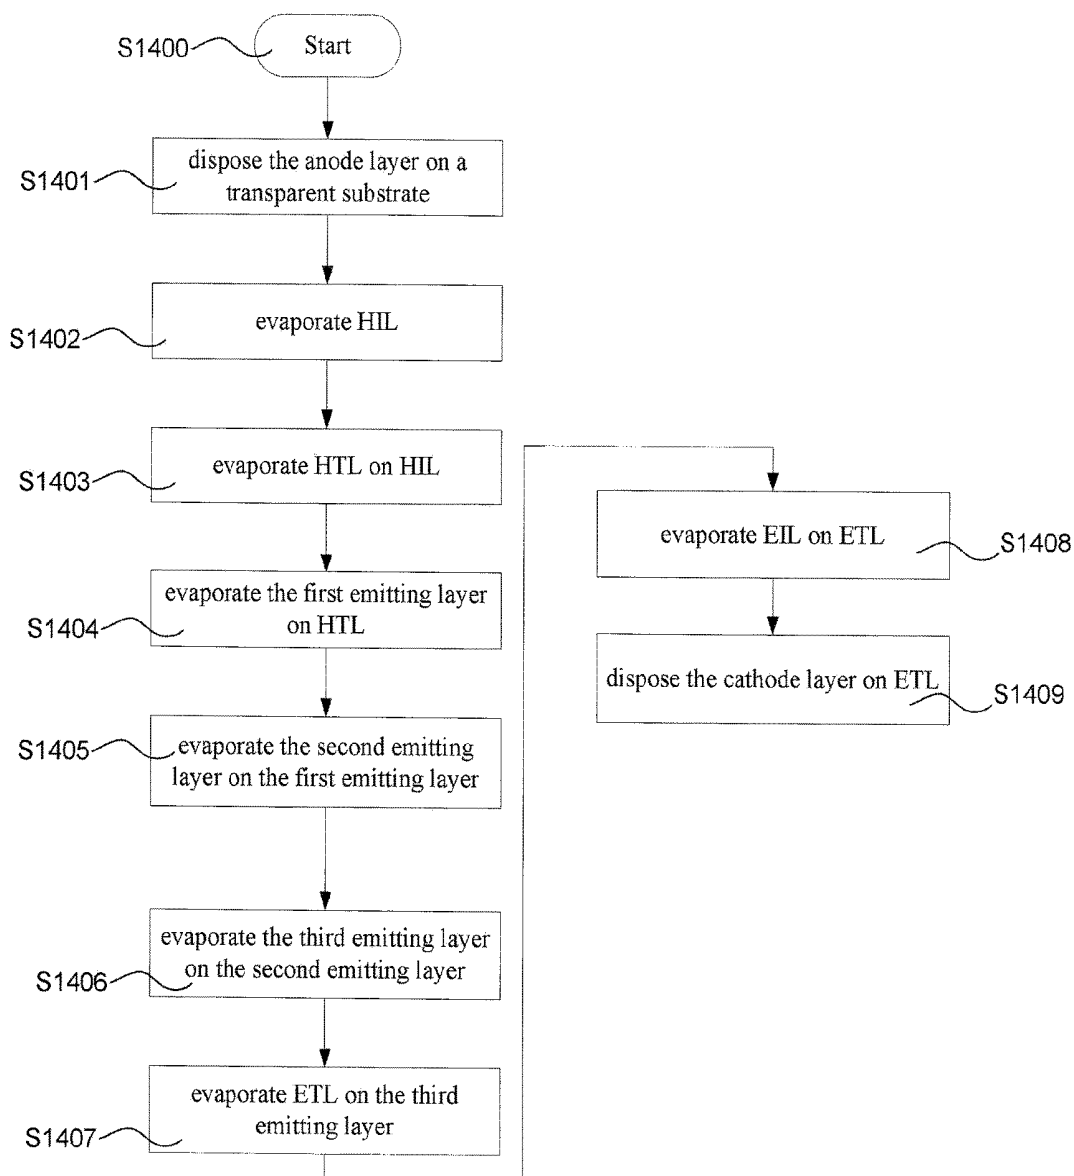 S1400
Start
S1401
dispose the anode layer on a
transparent substrate
S1402
evaporate HIL
S1403
evaporate HTL on HIL
S1404
evaporate the first emitting layer
on HTL
S1405
evaporate the second emitting
layer on the first emitting layer
S1406
evaporate the third emitting layer
on the second emitting layer
S1407
evaporate ETL on the third
emitting layer
evaporate EIL on ETL
S1408
dispose the cathode layer on ETL
S1409